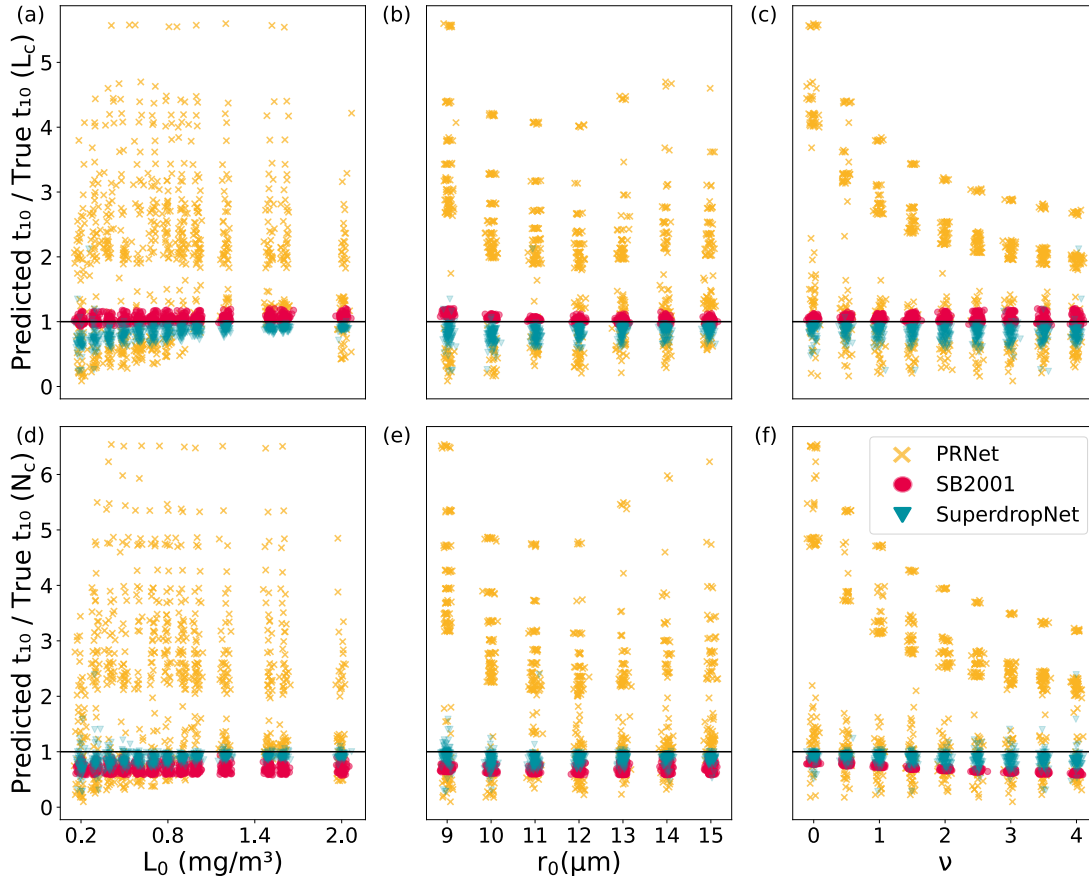 (a)
(b)
(c)
Predicted t₁₀ / True t₁₀ (L_c)
5
4
3
2
1
0
(d)
(e)
(f)
Predicted t₁₀ / True t₁₀ (N_c)
6
5
4
3
2
1
0
PRNet
SB2001
SuperdropNet
0.2 0.8 1.4 2.0
9 10 11 12 13 14 15
0 1 2 3 4
L₀ (mg/m³)
r₀(μm)
ν